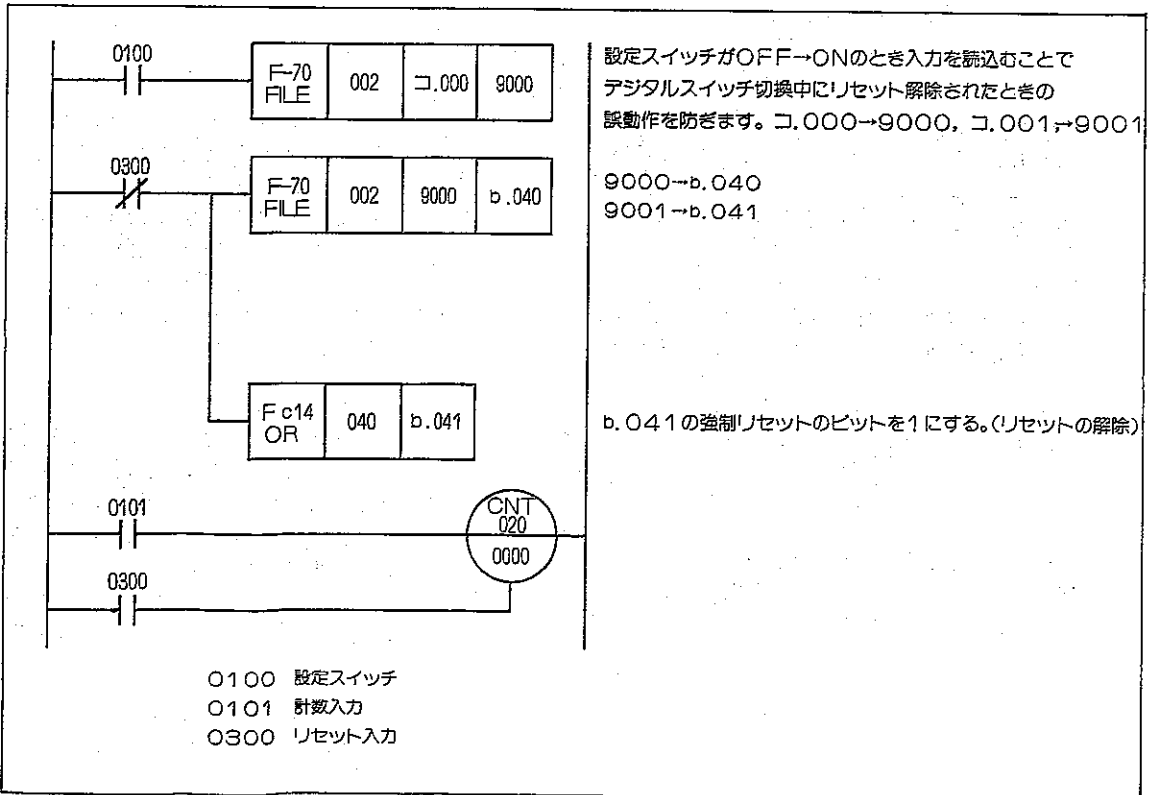 0100
F-70 FILE 002 コ.000 9000
設定スイッチがOFF→ONのとき入力を読込むことで
デジタルスイッチ切換中にリセット解除されたときの
誤動作を防ぎます。コ.000→9000, コ.001→9001
0300
F-70 FILE 002 9000 b.040
9000→b.040
9001→b.041
F c14 OR 040 b.041
b.041の強制リセットのビットを1にする。(リセットの解除)
0101
CNT
020
0000
0300
0100 設定スイッチ
0101 計数入力
0300 リセット入力